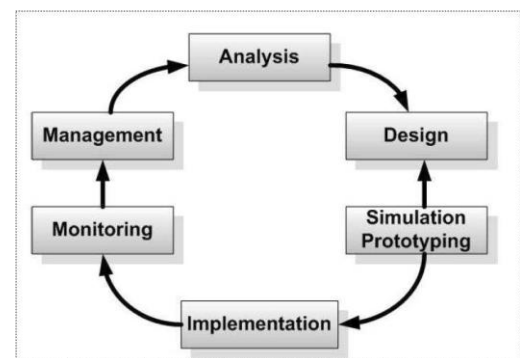 Analysis
Management
Design
Monitoring
Simulation
Prototyping
Implementation